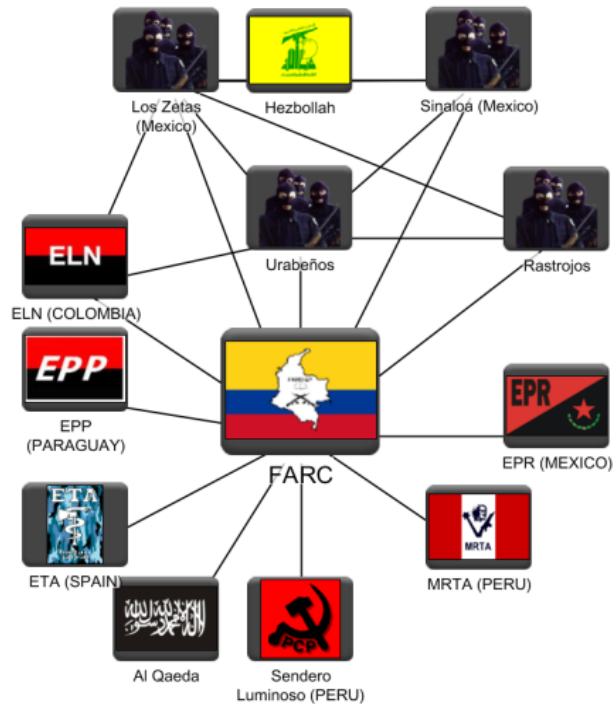 Los Zetas
(Mexico)
Hezbollah
Sinaloa (Mexico)
Urabeños
Rastrojos
ELN
ELN (COLOMBIA)
EPP
EPP
(PARAGUAY)
FARC
EPR
EPR (MEXICO)
ETA
ETA (SPAIN)
MRTA
MRTA (PERU)
Al Qaeda
PCP
Sendero
Luminoso (PERU)